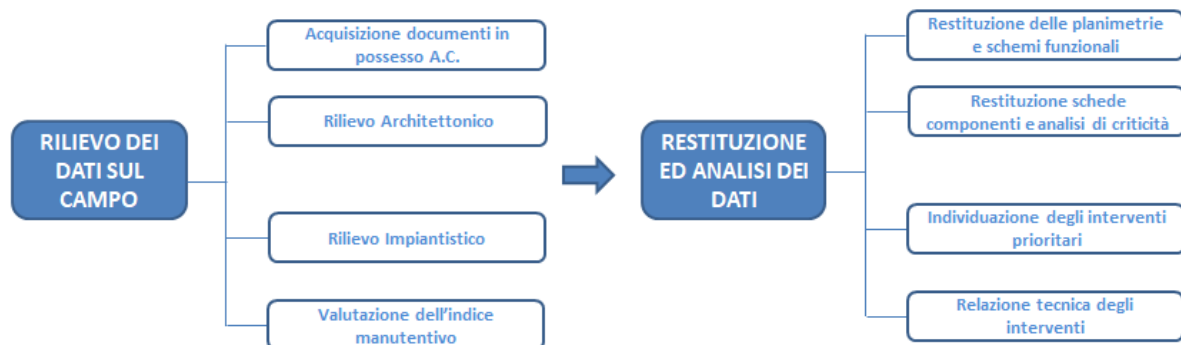 RILIEVO DEI
DATI SUL
CAMPO
Acquisizione documenti in
possesso A.C.
Rilievo Architettonico
Rilievo Impiantistico
Valutazione dell'indice
manutentivo
RESTITUZIONE
ED ANALISI DEI
DATI
Restituzione delle planimetrie
e schemi funzionali
Restituzione schede
componenti e analisi di criticità
Individuazione degli interventi
prioritari
Relazione tecnica degli
interventi